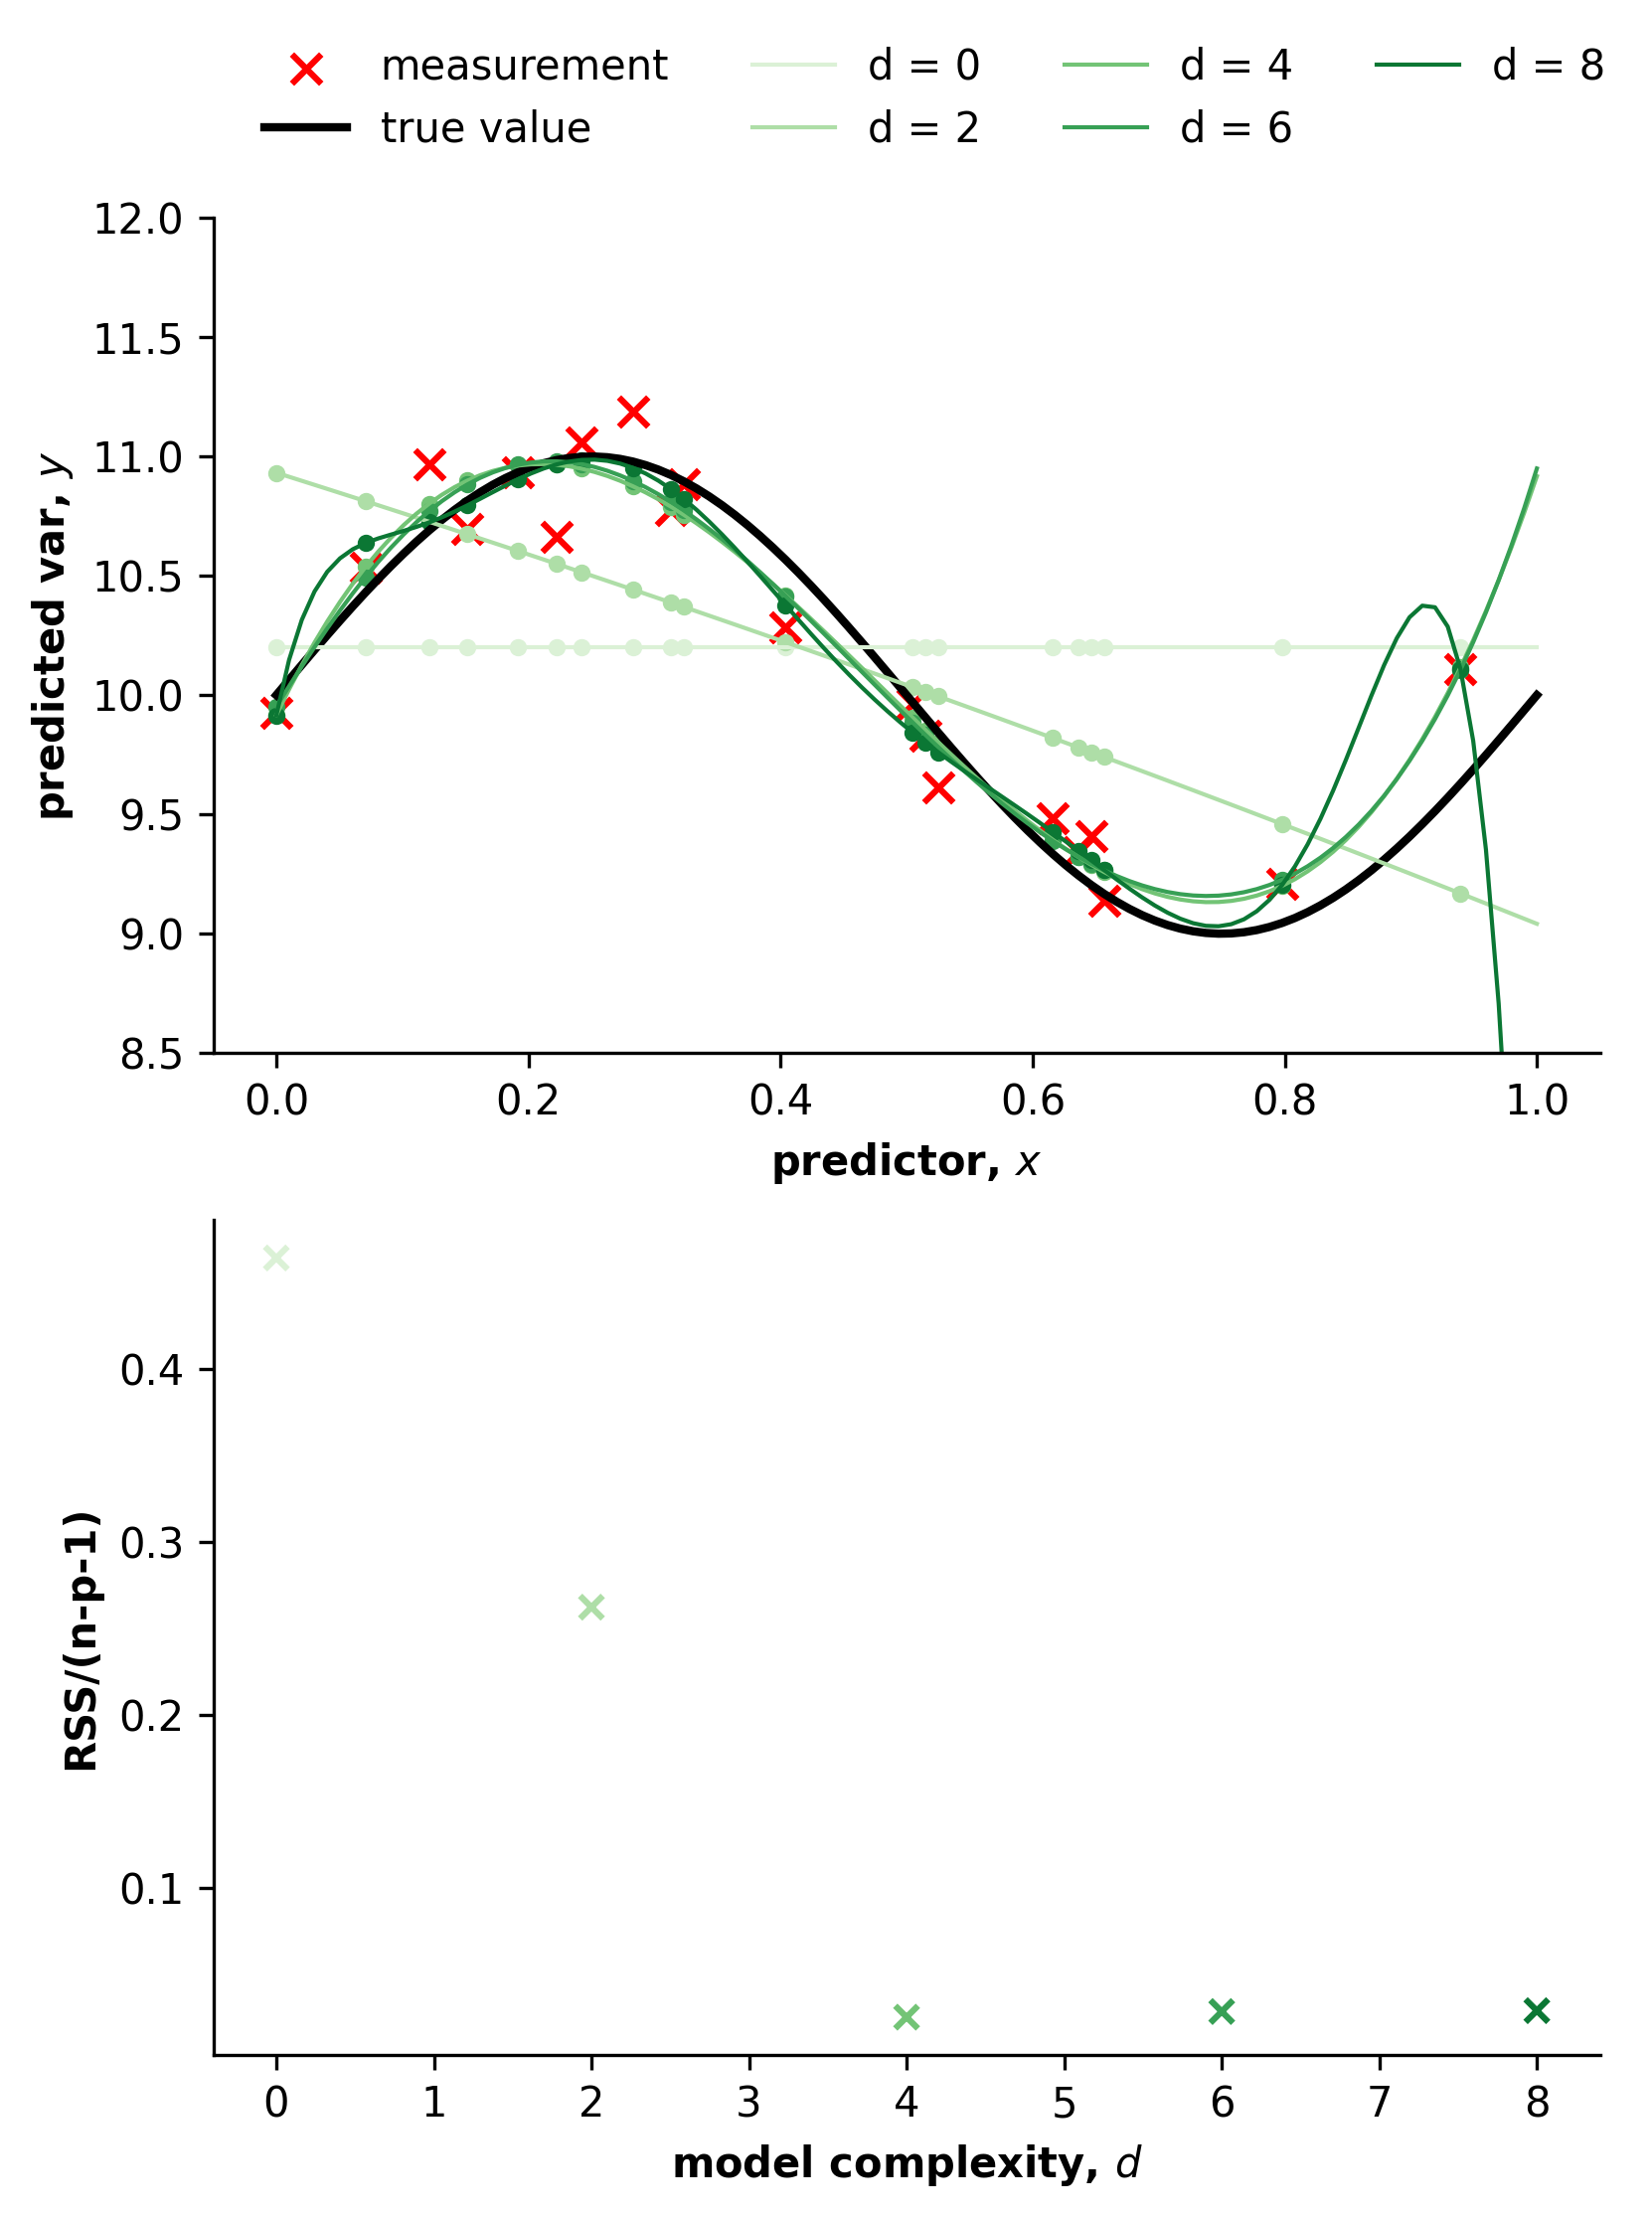 measurement
true value
d = 0
d = 2
d = 4
d = 6
d = 8
12.0
11.5
11.0
10.5
10.0
9.5
9.0
8.5
predicted var, y
0.0 0.2 0.4 0.6 0.8 1.0
predictor, x
0.4
0.3
0.2
0.1
RSS/(n-p-1)
0 1 2 3 4 5 6 7 8
model complexity, d